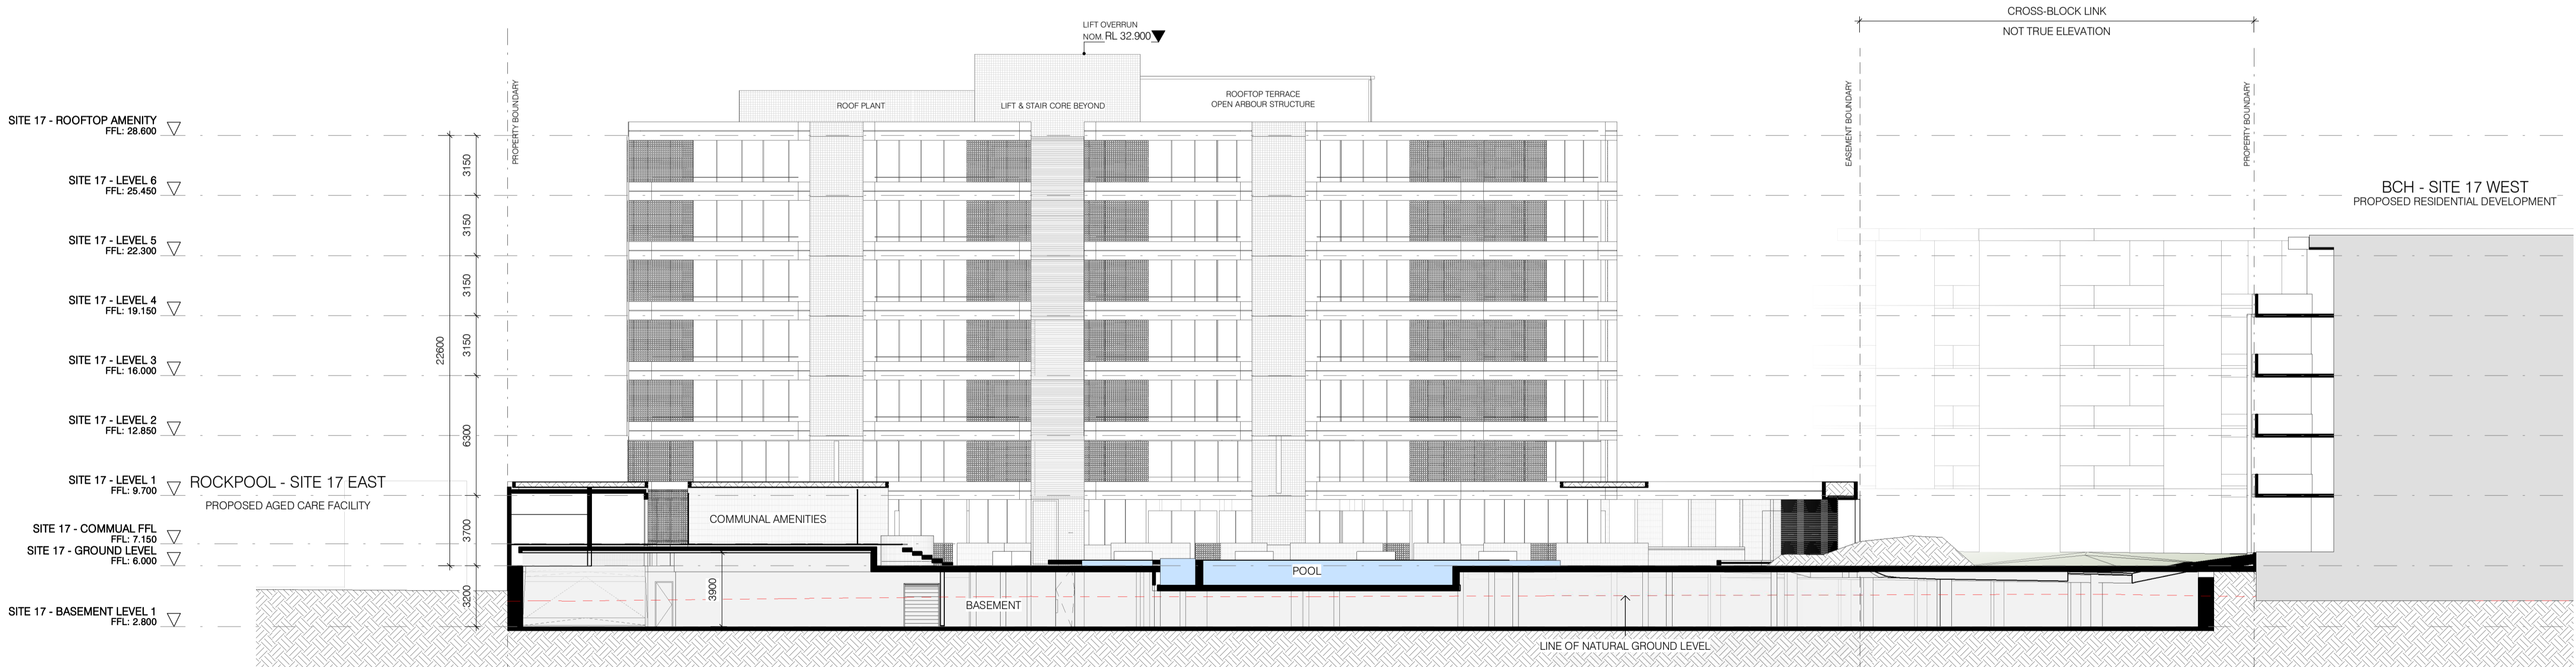 CROSS-BLOCK LINK
NOT TRUE ELEVATION
LIFT OVERRUN
NOM. RL 32.900
PROPERTY BOUNDARY
EASEMENT BOUNDARY
PROPERTY BOUNDARY
ROOF PLANT
LIFT & STAIR CORE BEYOND
ROOFTOP TERRACE
OPEN ARBOUR STRUCTURE
SITE 17 - ROOFTOP AMENITY
FFL: 28.600
3150
SITE 17 - LEVEL 6
FFL: 25.450
BCH - SITE 17 WEST
PROPOSED RESIDENTIAL DEVELOPMENT
3150
SITE 17 - LEVEL 5
FFL: 22.300
3150
SITE 17 - LEVEL 4
FFL: 19.150
3150
22600
SITE 17 - LEVEL 3
FFL: 16.000
SITE 17 - LEVEL 2
FFL: 12.850
6300
SITE 17 - LEVEL 1
FFL: 9.700
ROCKPOOL - SITE 17 EAST
PROPOSED AGED CARE FACILITY
COMMUNAL AMENITIES
SITE 17 - COMMUAL FFL
FFL: 7.150
3700
SITE 17 - GROUND LEVEL
FFL: 6.000
POOL
3900
3200
BASEMENT
SITE 17 - BASEMENT LEVEL 1
FFL: 2.800
LINE OF NATURAL GROUND LEVEL